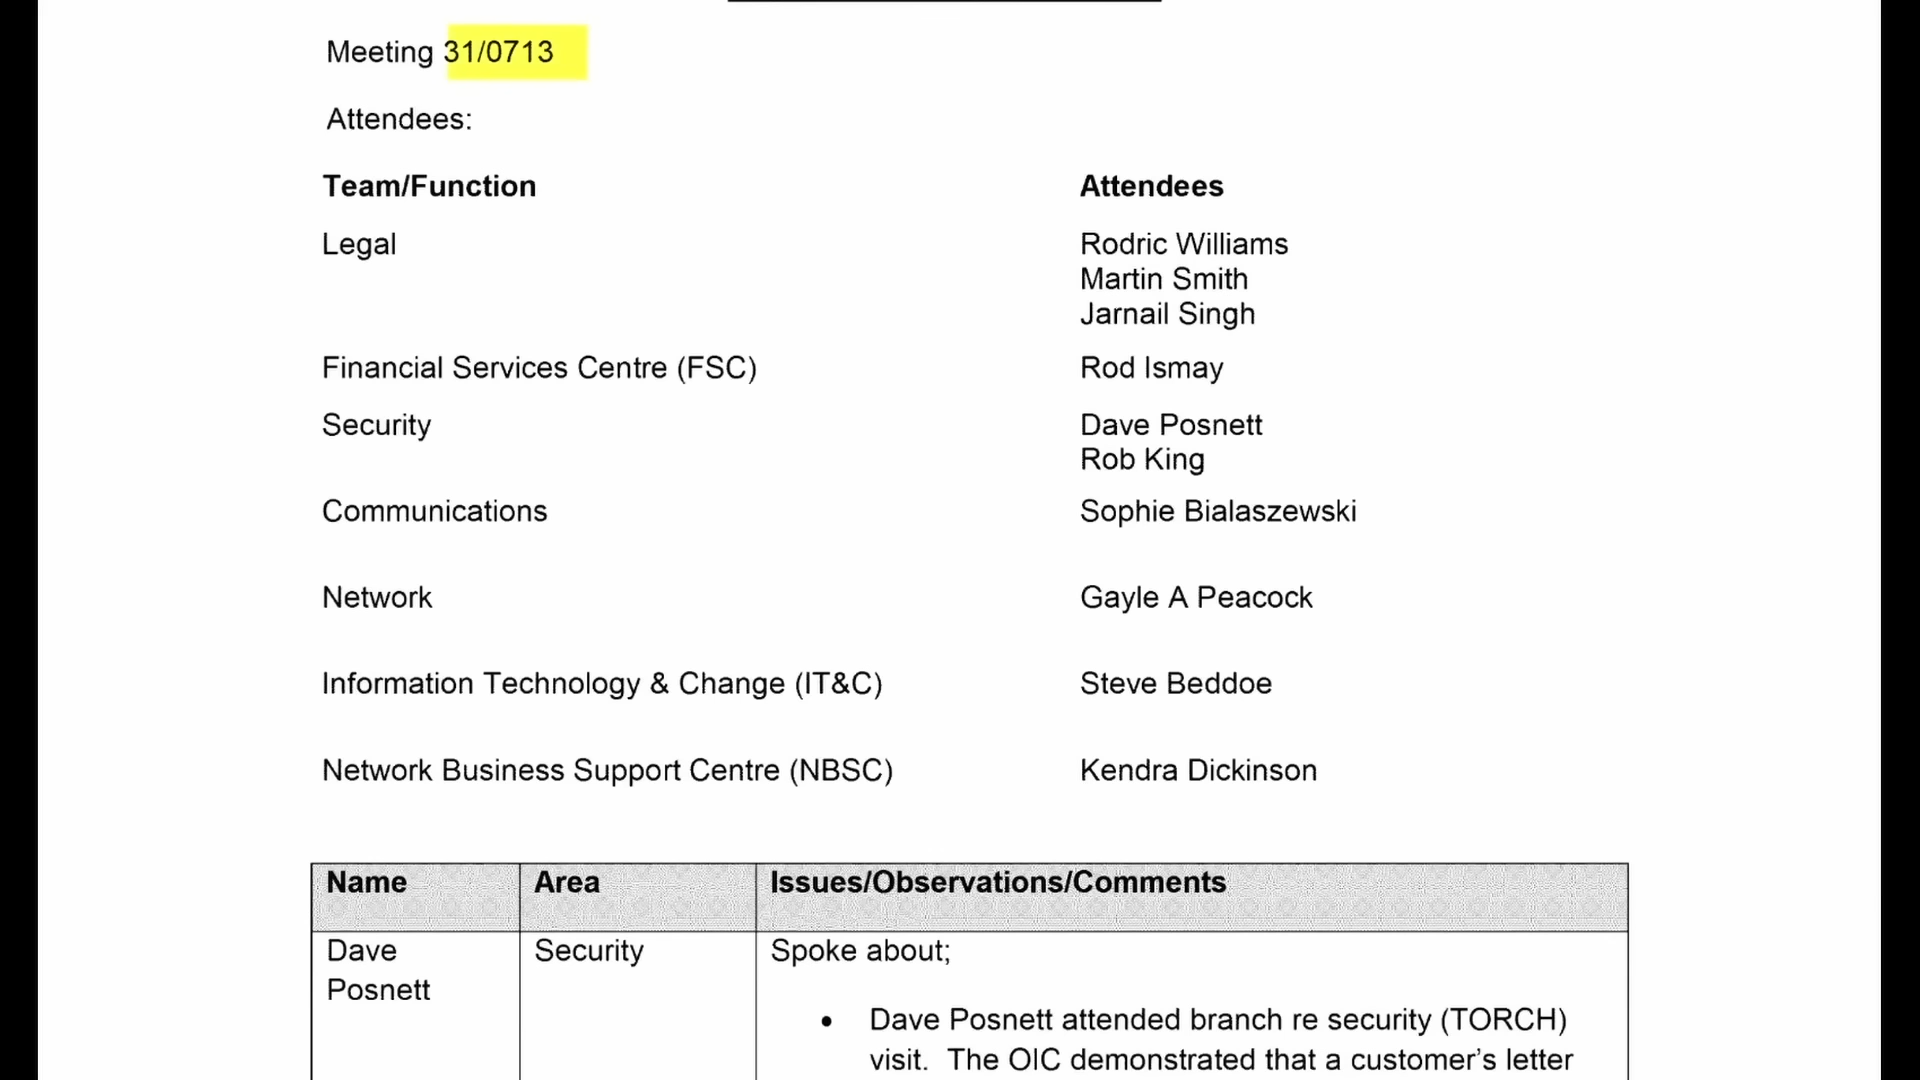 Meeting 31/0713
Attendees:
Team/Function Attendees
Legal Rodric Williams
Martin Smith
Jarnail Singh
Financial Services Centre (FSC) Rod Ismay
Security Dave Posnett
Rob King
Communications Sophie Bialaszewski
Network Gayle A Peacock
Information Technology & Change (IT&C) Steve Beddoe
Network Business Support Centre (NBSC) Kendra Dickinson
Name Area Issues/Observations/Comments
Dave Security Spoke about;
Posnett
• Dave Posnett attended branch re security (TORCH)
visit. The OIC demonstrated that a customer’s letter